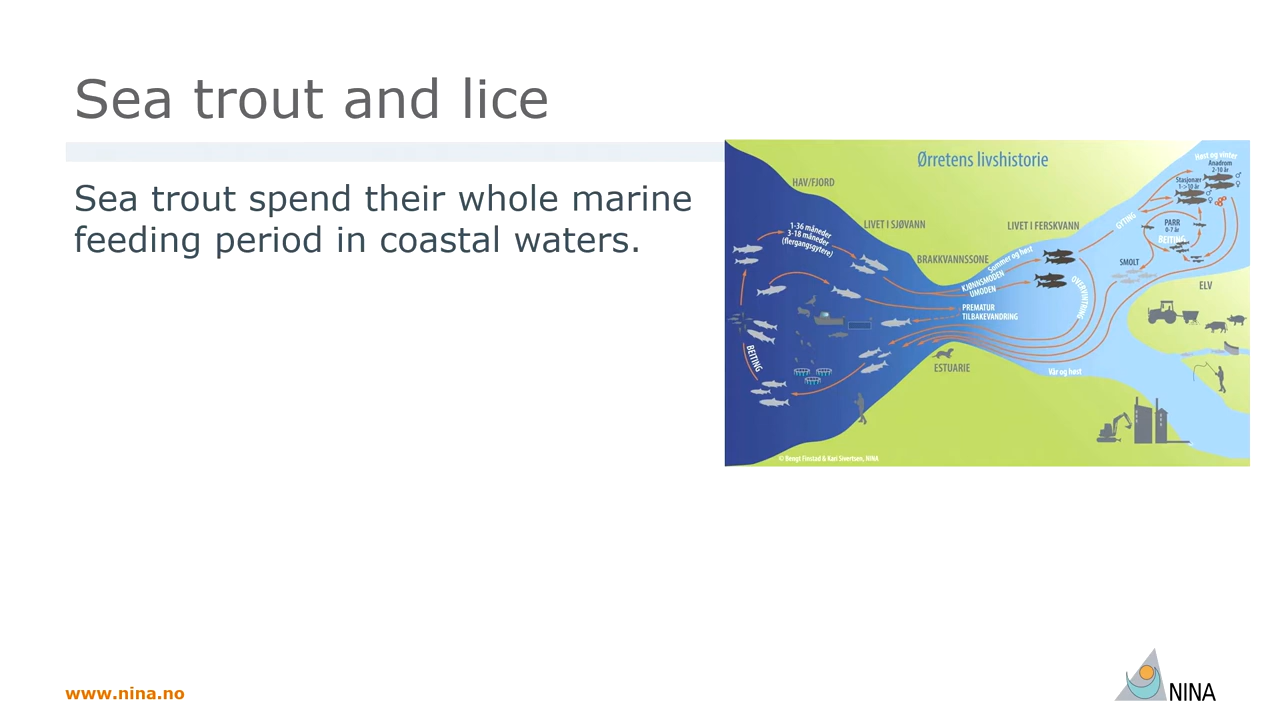 Sea trout and lice
Sea trout spend their whole marine
feeding period in coastal waters.
Ørretens livshistorie
HAV/FJORD
LIVET I SJØVANN
BRAKKVANNSSONE
LIVET I FERSKVANN
1-36 måneder
3-18 måneder
(flergangsgytere)
Sommer og høst
KJØNNSMODEN
UMODEN
PREMATUR
TILBAKEVANDRING
OVERVINTRING
GYTING
Høst og vinter
Anadrom
2-10 år
Stasjonær
1->10 år
♂
♀
♂
♀
PARR
0-7 år
BEITING
SMOLT
ELV
BEITING
ESTUARIE
Vår og høst
© Bengt Finstad & Kari Sivertsen, NINA
www.nina.no
NINA